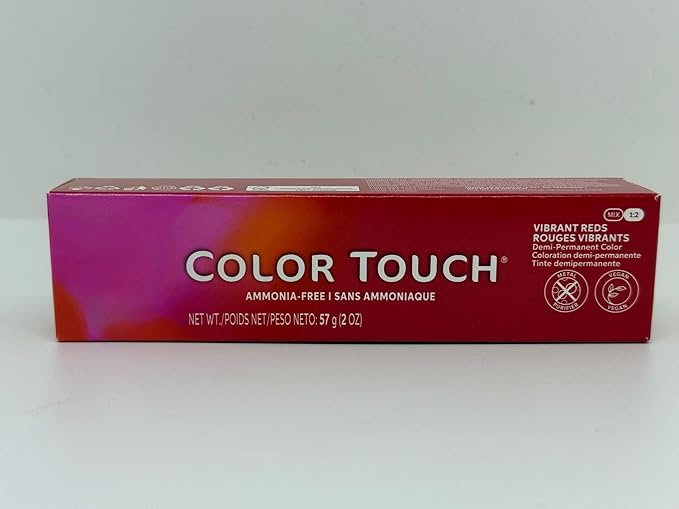 MIX 1:2
VIBRANT REDS
ROUGES VIBRANTS
Demi-Permanent Color
Coloration demi-permanente
Tinte demipermanente
COLOR TOUCH®
AMMONIA-FREE I SANS AMMONIAQUE
NET WT./POIDS NET/PESO NETO: 57 g (2 OZ)
METAL
PURIFIER
VEGAN
VEGAN